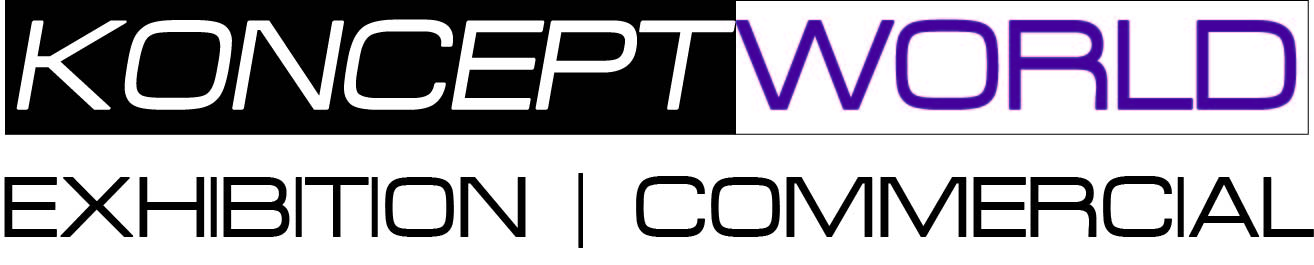 KONCEPTWORLD
EXHIBITION | COMMERCIAL